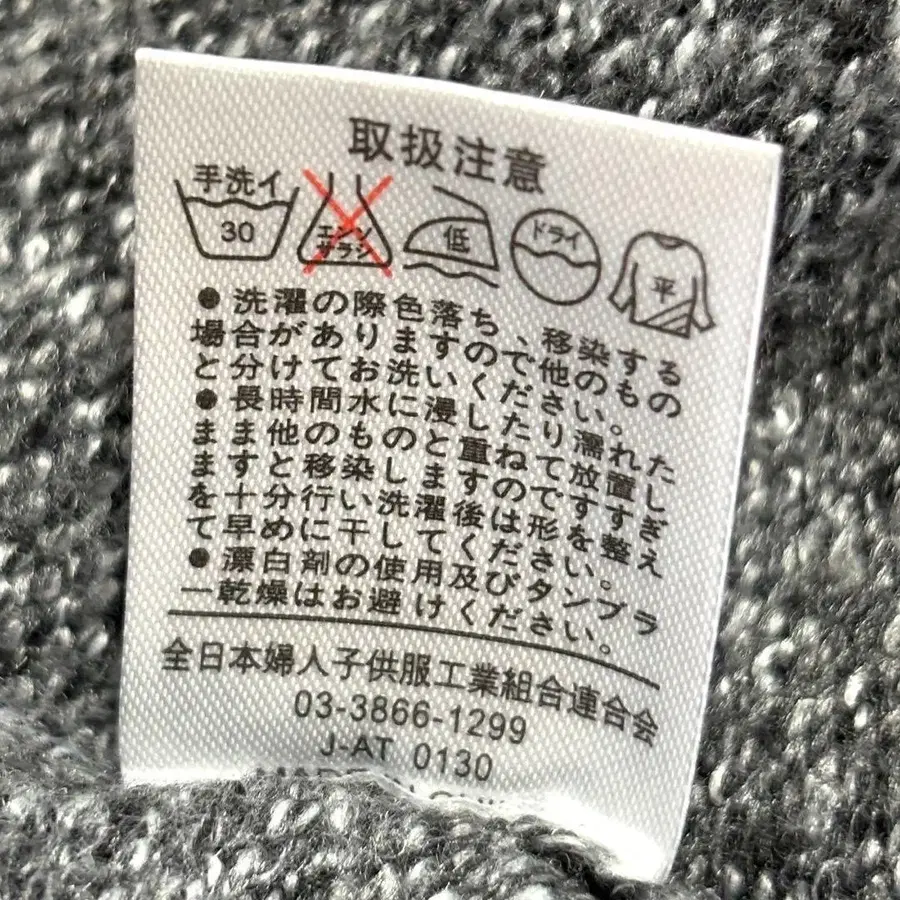 取扱注意
手洗イ
30
エンソ
サラシ
低
ドライ
平
●洗濯の際色落ち、移染する
場合がありますので他のもの
と分けてお洗いください。
●長時間水に浸したり濡れた
まま他のものと重ねて放置し
ますと移染しますのですすぎ
を十分に行い洗濯後は形を整え
て早めに干してください。
●漂白剤の使用及びタンブラ
ー乾燥はお避けください。
全日本婦人子供服工業組合連合会
03-3866-1299
J-AT 0130